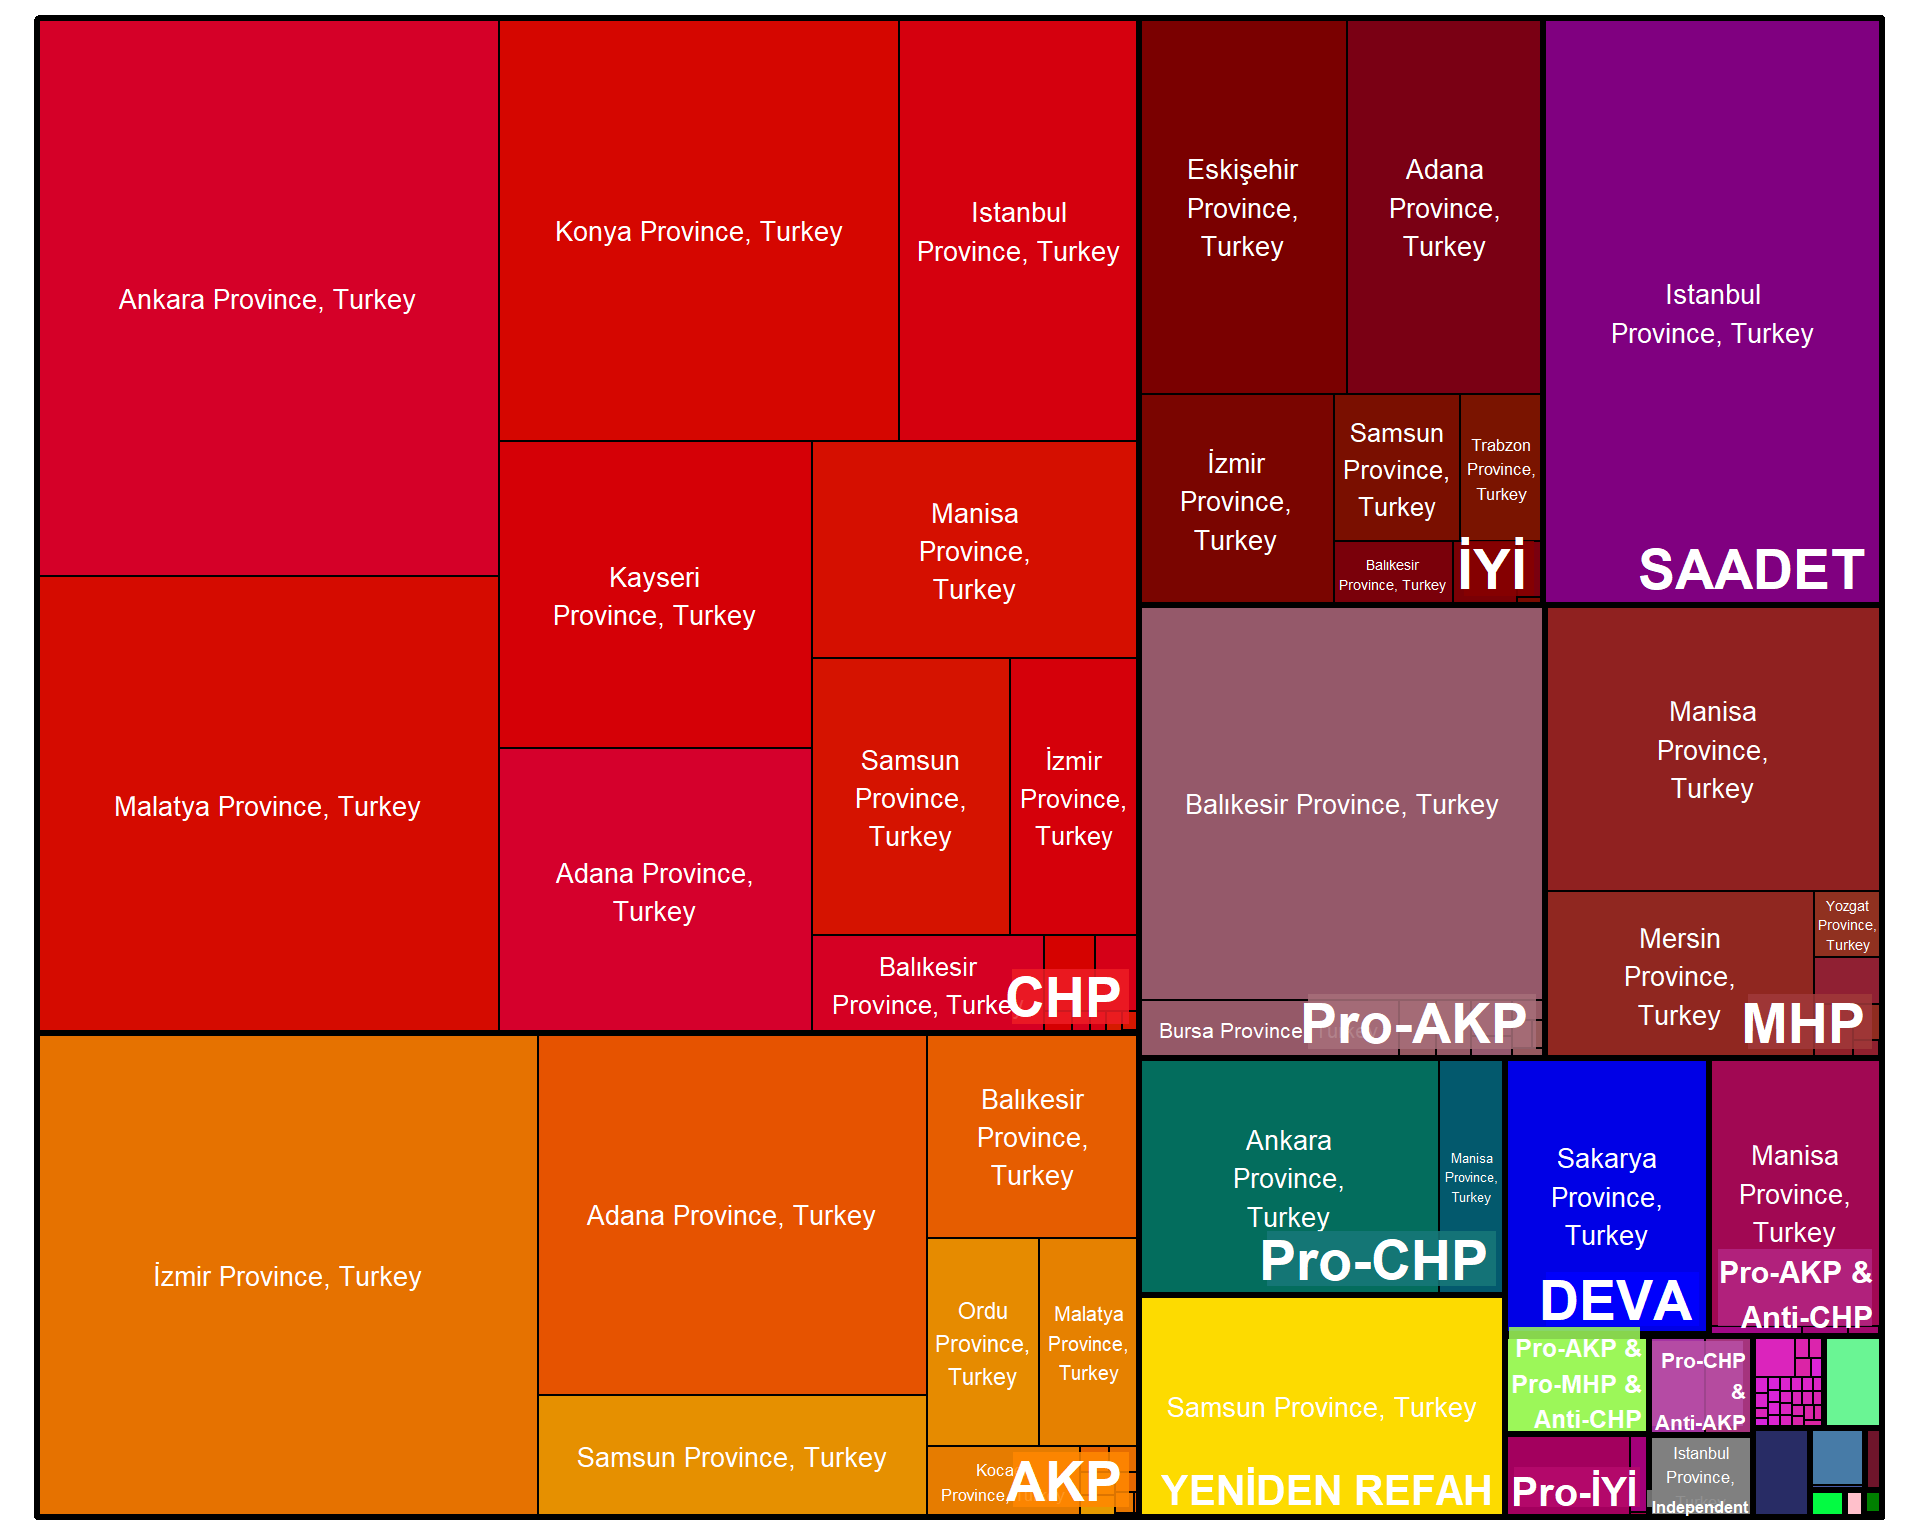 Ankara Province, Turkey
Konya Province, Turkey
Istanbul
Province, Turkey
Malatya Province, Turkey
Kayseri
Province, Turkey
Manisa
Province,
Turkey
Adana Province,
Turkey
Samsun
Province,
Turkey
İzmir
Province,
Turkey
Balıkesir
Province, Turkey
CHP
Eskişehir
Province,
Turkey
Adana
Province,
Turkey
İzmir
Province,
Turkey
Samsun
Province,
Turkey
Trabzon
Province,
Turkey
Balıkesir
Province, Turkey
İYİ
Istanbul
Province, Turkey
SAADET
Balıkesir Province, Turkey
Bursa Province, Turkey
Pro-AKP
Manisa
Province,
Turkey
Mersin
Province,
Turkey
Yozgat
Province,
Turkey
MHP
İzmir Province, Turkey
Adana Province, Turkey
Samsun Province, Turkey
Balıkesir
Province,
Turkey
Ordu
Province,
Turkey
Malatya
Province,
Turkey
Koca
Province, Turkey
AKP
Ankara
Province,
Turkey
Manisa
Province,
Turkey
Pro-CHP
Sakarya
Province,
Turkey
DEVA
Manisa
Province,
Turkey
Pro-AKP &
Anti-CHP
Samsun Province, Turkey
YENİDEN REFAH
Pro-AKP &
Pro-MHP &
Anti-CHP
Pro-CHP
&
Anti-AKP
Pro-İYİ
Istanbul
Province,
Turkey
Independent